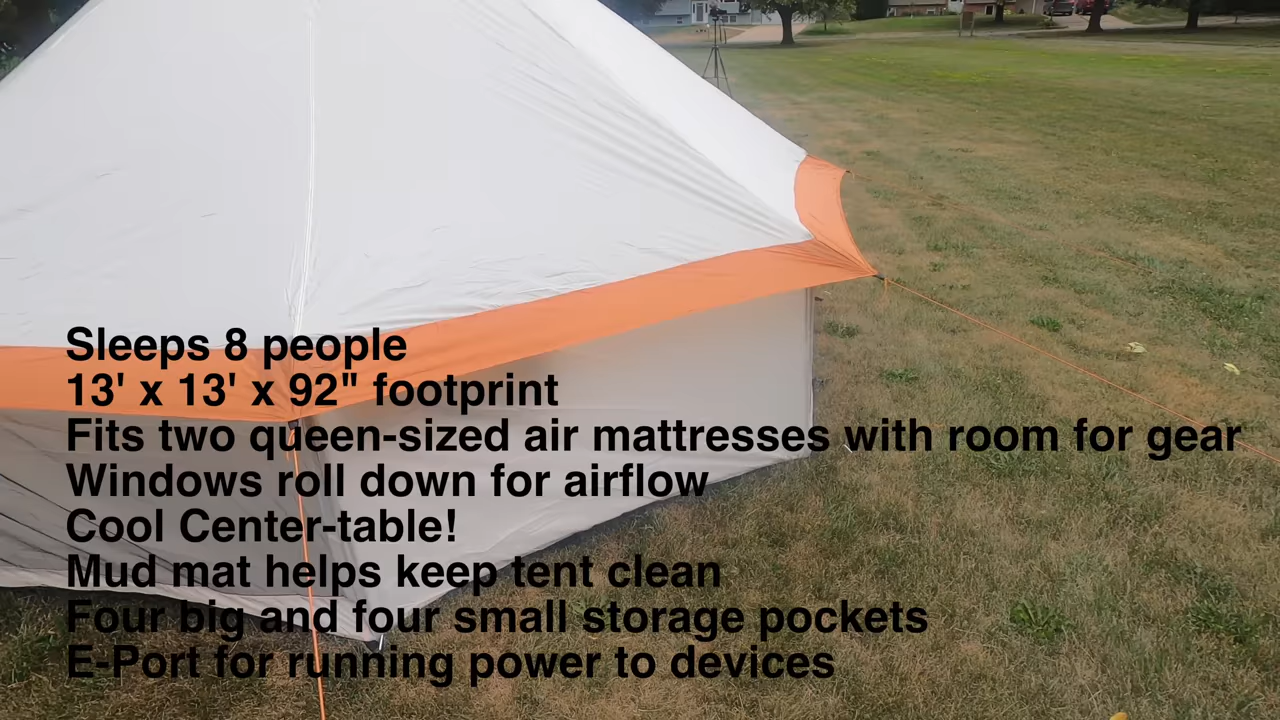 Sleeps 8 people
13' x 13' x 92" footprint
Fits two queen-sized air mattresses with room for gear
Windows roll down for airflow
Cool Center-table!
Mud mat helps keep tent clean
Four big and four small storage pockets
E-Port for running power to devices